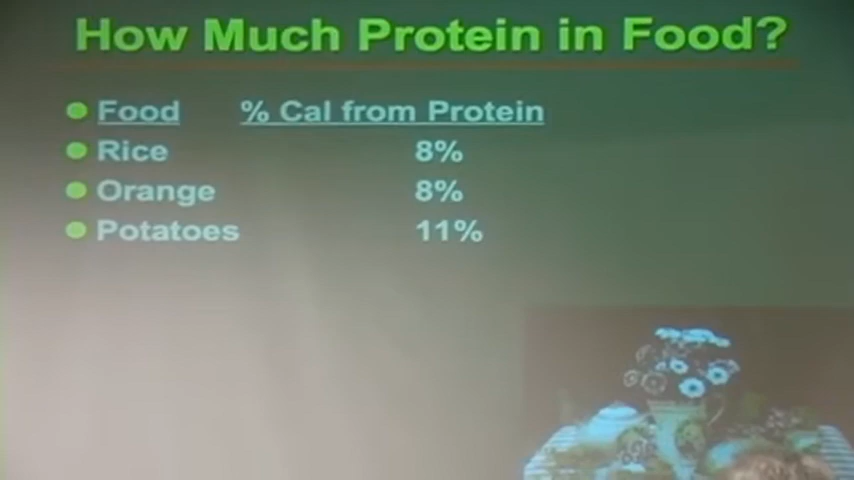 How Much Protein in Food?
Food % Cal from Protein
Rice 8%
Orange 8%
Potatoes 11%